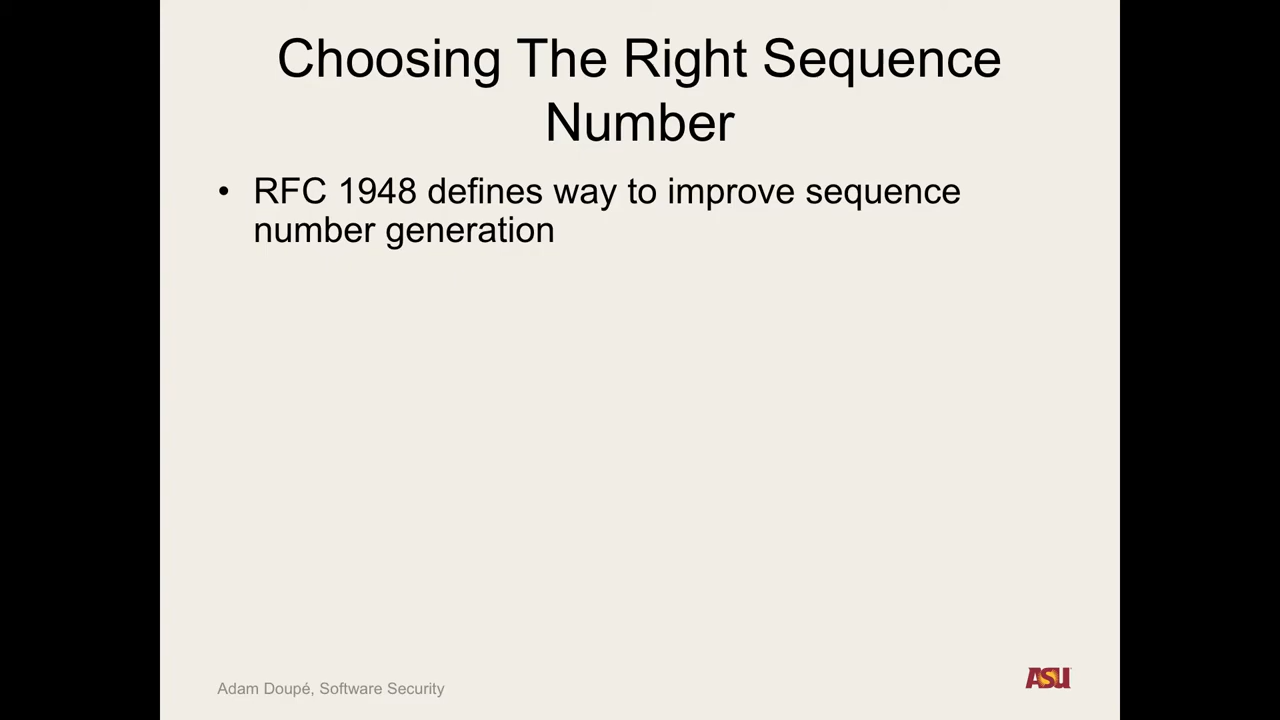 Choosing The Right Sequence
Number
• RFC 1948 defines way to improve sequence
number generation
Adam Doupé, Software Security
ASU